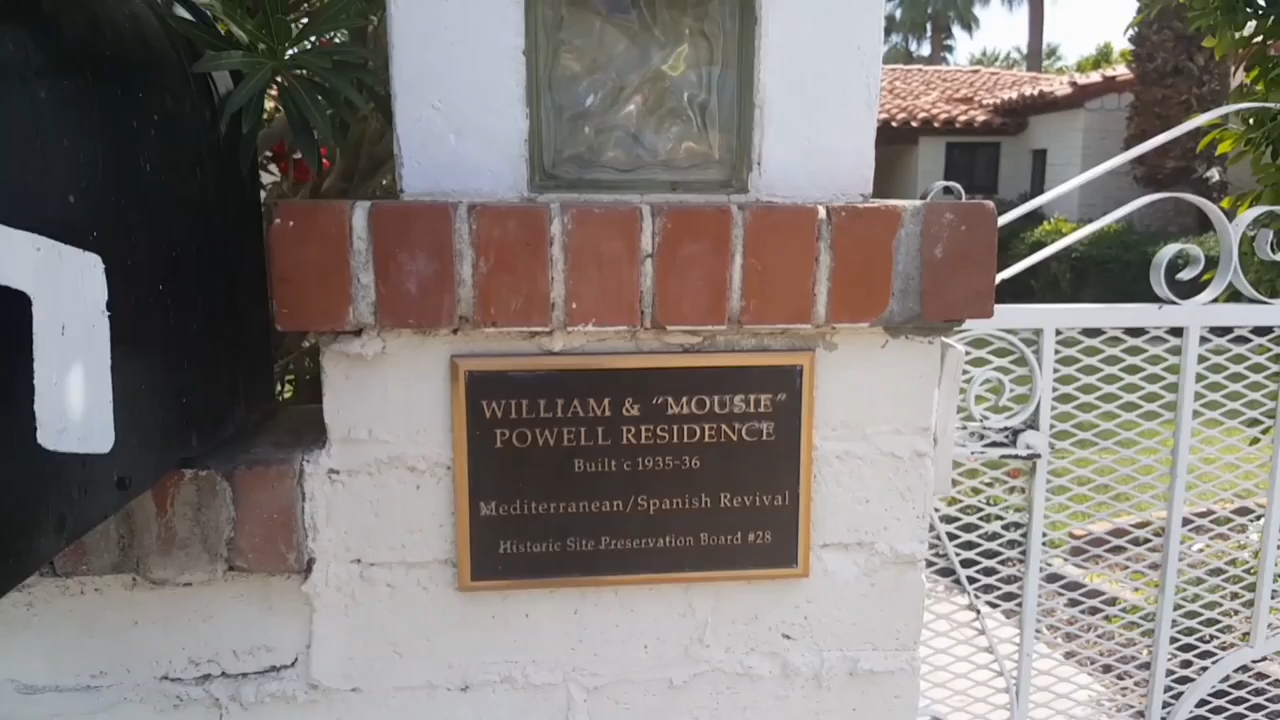 WILLIAM & “MOUSIE”
POWELL RESIDENCE
Built c 1935-36
Mediterranean/Spanish Revival
Historic Site Preservation Board #28